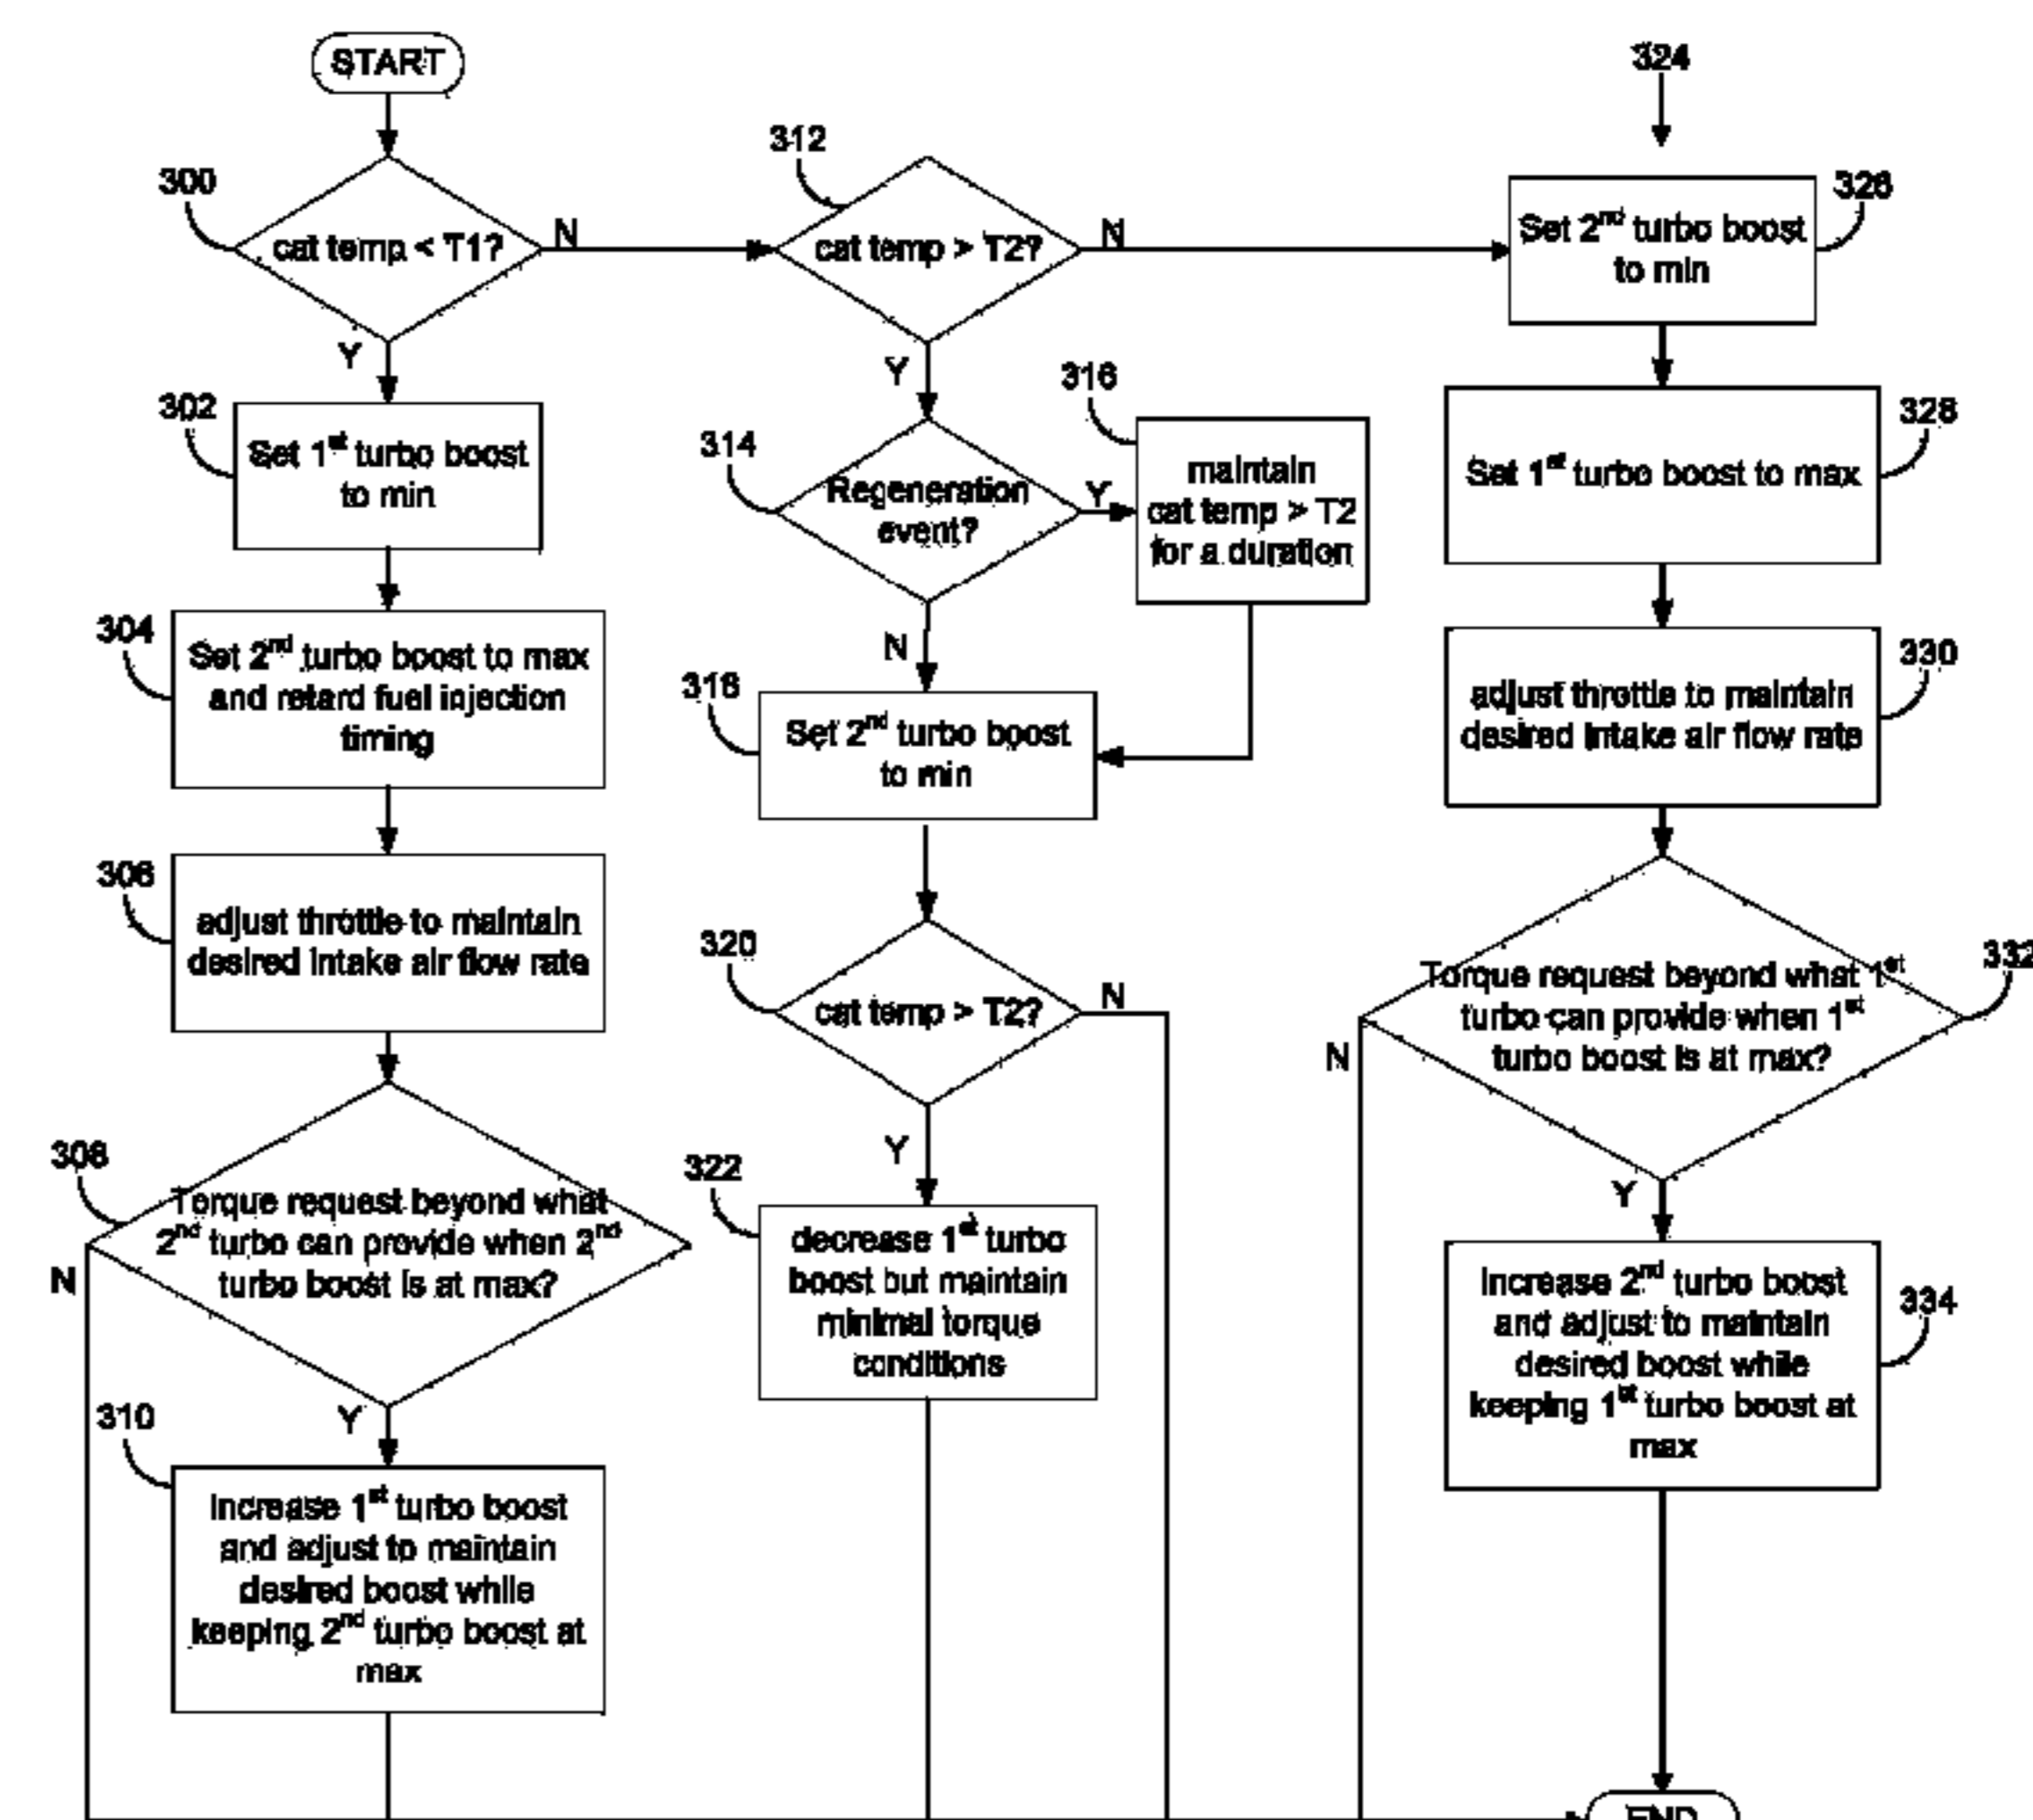 START
300
cat temp < T1?
N
Y
302
Set 1st turbo boost
to min
304
Set 2nd turbo boost to max
and retard fuel injection
timing
306
adjust throttle to maintain
desired intake air flow rate
308
Torque request beyond what
2nd turbo can provide when 2nd
turbo boost is at max?
N
Y
310
Increase 1st turbo boost
and adjust to maintain
desired boost while
keeping 2nd turbo boost at
max
312
cat temp > T2?
N
Y
314
Regeneration
event?
Y
N
316
maintain
cat temp > T2
for a duration
318
Set 2nd turbo boost
to min
320
cat temp > T2?
N
Y
322
decrease 1st turbo
boost but maintain
minimal torque
conditions
324
326
Set 2nd turbo boost
to min
328
Set 1st turbo boost to max
330
adjust throttle to maintain
desired intake air flow rate
332
Torque request beyond what 1st
turbo can provide when 1st
turbo boost is at max?
N
Y
334
Increase 2nd turbo boost
and adjust to maintain
desired boost while
keeping 1st turbo boost at
max
END